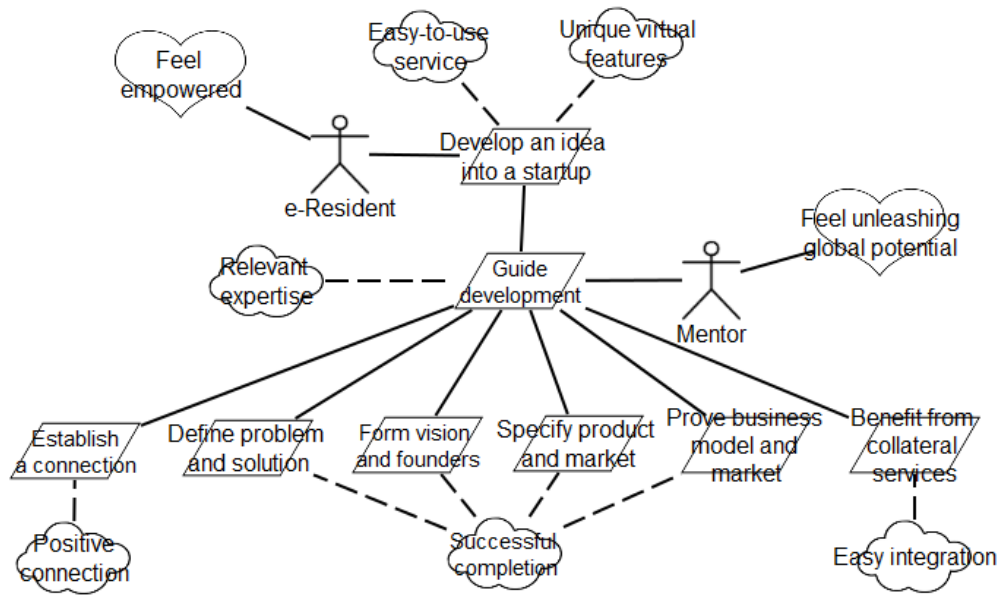 Easy-to-use
service
Unique virtual
features
Feel
empowered
Develop an idea
into a startup
e-Resident
Feel unleashing
global potential
Relevant
expertise
Guide
development
Mentor
Establish
a connection
Define problem
and solution
Form vision
and founders
Specify product
and market
Prove business
model and
market
Benefit from
collateral
services
Positive
connection
Successful
completion
Easy integration